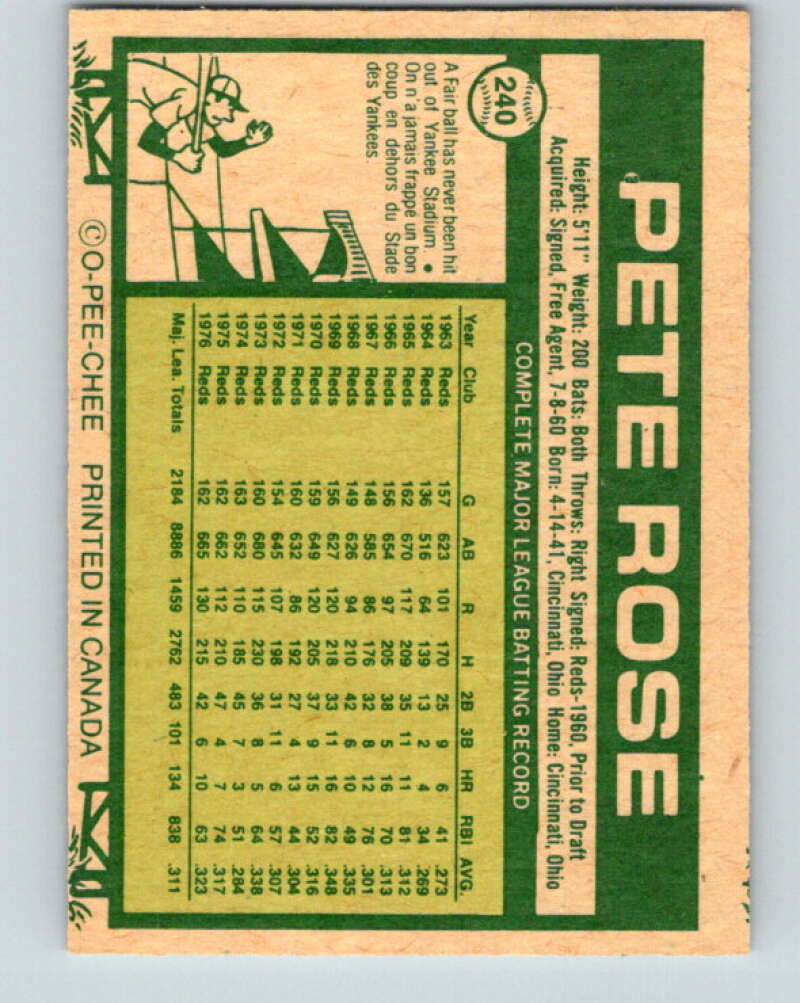 240
PETE ROSE
Height: 5'11" Weight: 200 Bats: Both Throws: Right Signed: Reds-1960, Prior to Draft
Acquired: Signed, Free Agent, 7-8-60 Born: 4-14-41, Cincinnati, Ohio Home: Cincinnati, Ohio
A Fair ball has never been hit
out of Yankee Stadium. •
On n'a jamais frappé un bon
coup en dehors du Stade
des Yankees.
COMPLETE MAJOR LEAGUE BATTING RECORD
Year Club G AB R H 2B 3B HR RBI AVG.
1963 Reds 157 623 101 170 25 9 6 41 .273
1964 Reds 136 516 64 139 13 2 4 34 .269
1965 Reds 162 670 117 209 35 11 11 81 .312
1966 Reds 156 654 97 205 38 5 16 70 .313
1967 Reds 148 585 86 176 32 8 12 76 .301
1968 Reds 149 626 94 210 42 6 10 49 .335
1969 Reds 156 627 120 218 33 11 16 82 .348
1970 Reds 159 649 120 205 37 9 15 52 .316
1971 Reds 160 632 86 192 27 4 13 44 .304
1972 Reds 154 645 107 198 31 11 6 57 .307
1973 Reds 160 680 115 230 36 8 5 64 .338
1974 Reds 163 652 110 185 45 7 3 51 .284
1975 Reds 162 662 112 210 47 4 7 74 .317
1976 Reds 162 665 130 215 42 6 10 63 .323
Maj. Lea. Totals 2184 8886 1459 2762 483 101 134 838 .311
© O-PEE-CHEE PRINTED IN CANADA